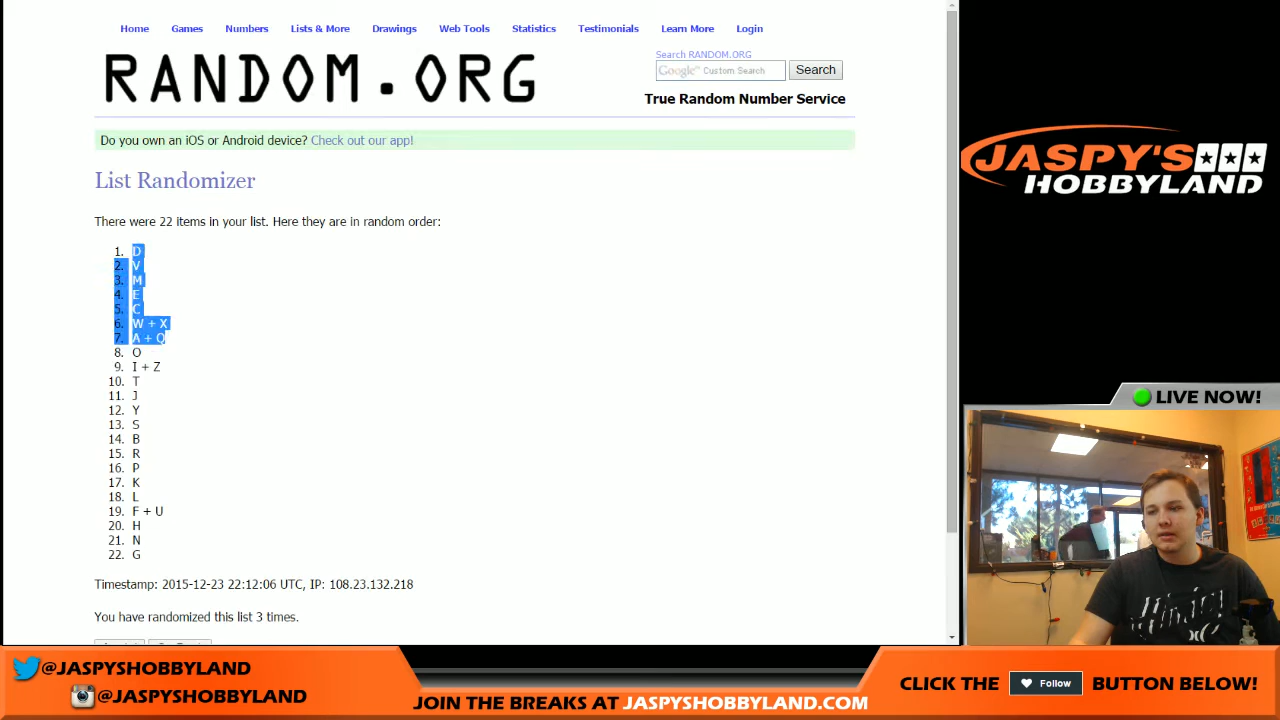 Home Games Numbers Lists & More Drawings Web Tools Statistics Testimonials Learn More Login
RANDOM.ORG
Search RANDOM.ORG
Google™ Custom Search Search
True Random Number Service
Do you own an iOS or Android device? Check out our app!
List Randomizer
There were 22 items in your list. Here they are in random order:
1. D
2. V
3. M
4. E
5. C
6. W + X
7. A + Q
8. O
9. I + Z
10. T
11. J
12. Y
13. S
14. B
15. R
16. P
17. K
18. L
19. F + U
20. H
21. N
22. G
Timestamp: 2015-12-23 22:12:06 UTC, IP: 108.23.132.218
You have randomized this list 3 times.
JASPY'S
HOBBYLAND
LIVE NOW!
@JASPYSHOBBYLAND
@JASPYSHOBBYLAND
JOIN THE BREAKS AT JASPYSHOBBYLAND.COM
CLICK THE Follow BUTTON BELOW!